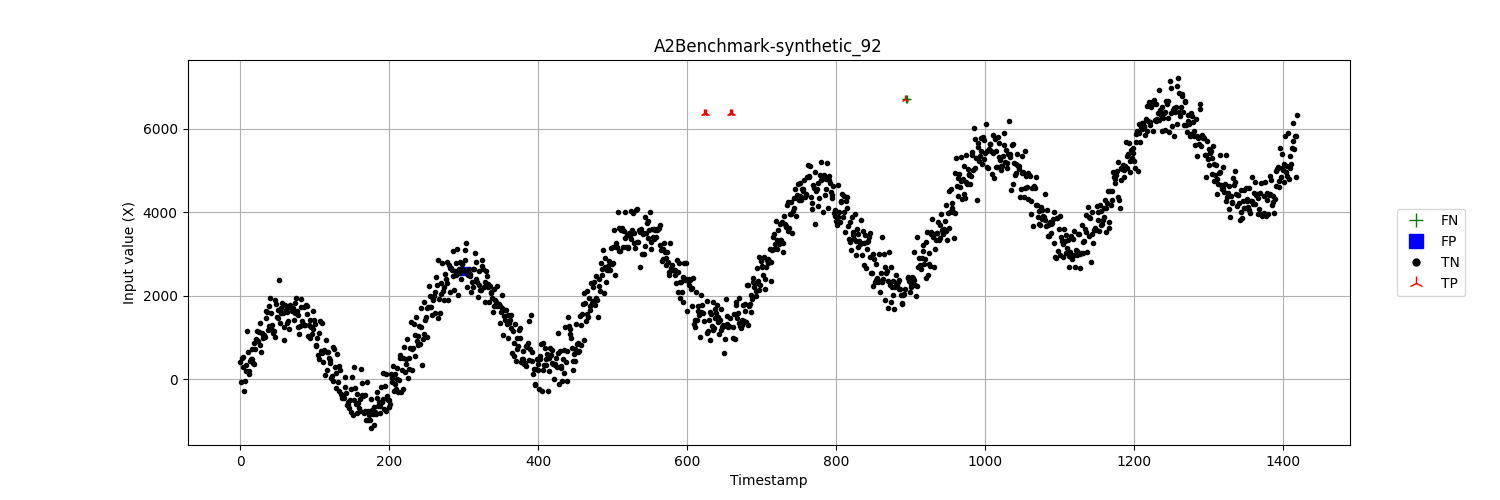 A2Benchmark-synthetic_92
Input value (X)
6000
4000
2000
0
0 200 400 600 800 1000 1200 1400
Timestamp
FN
FP
TN
TP